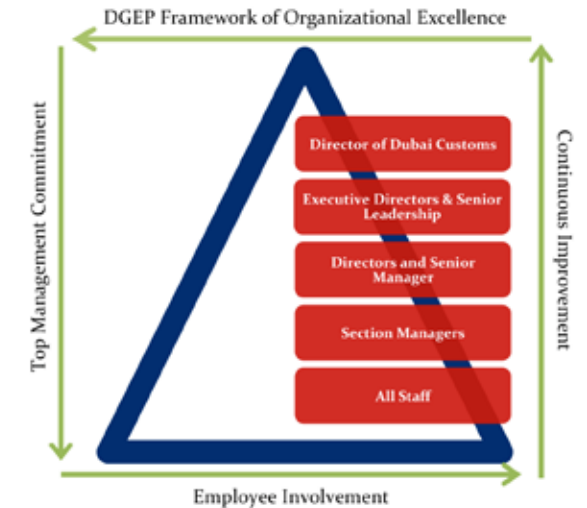 DGEP Framework of Organizational Excellence
Top Management Commitment
Director of Dubai Customs
Executive Directors & Senior
Leadership
Directors and Senior
Manager
Section Managers
All Staff
Continuous Improvement
Employee Involvement